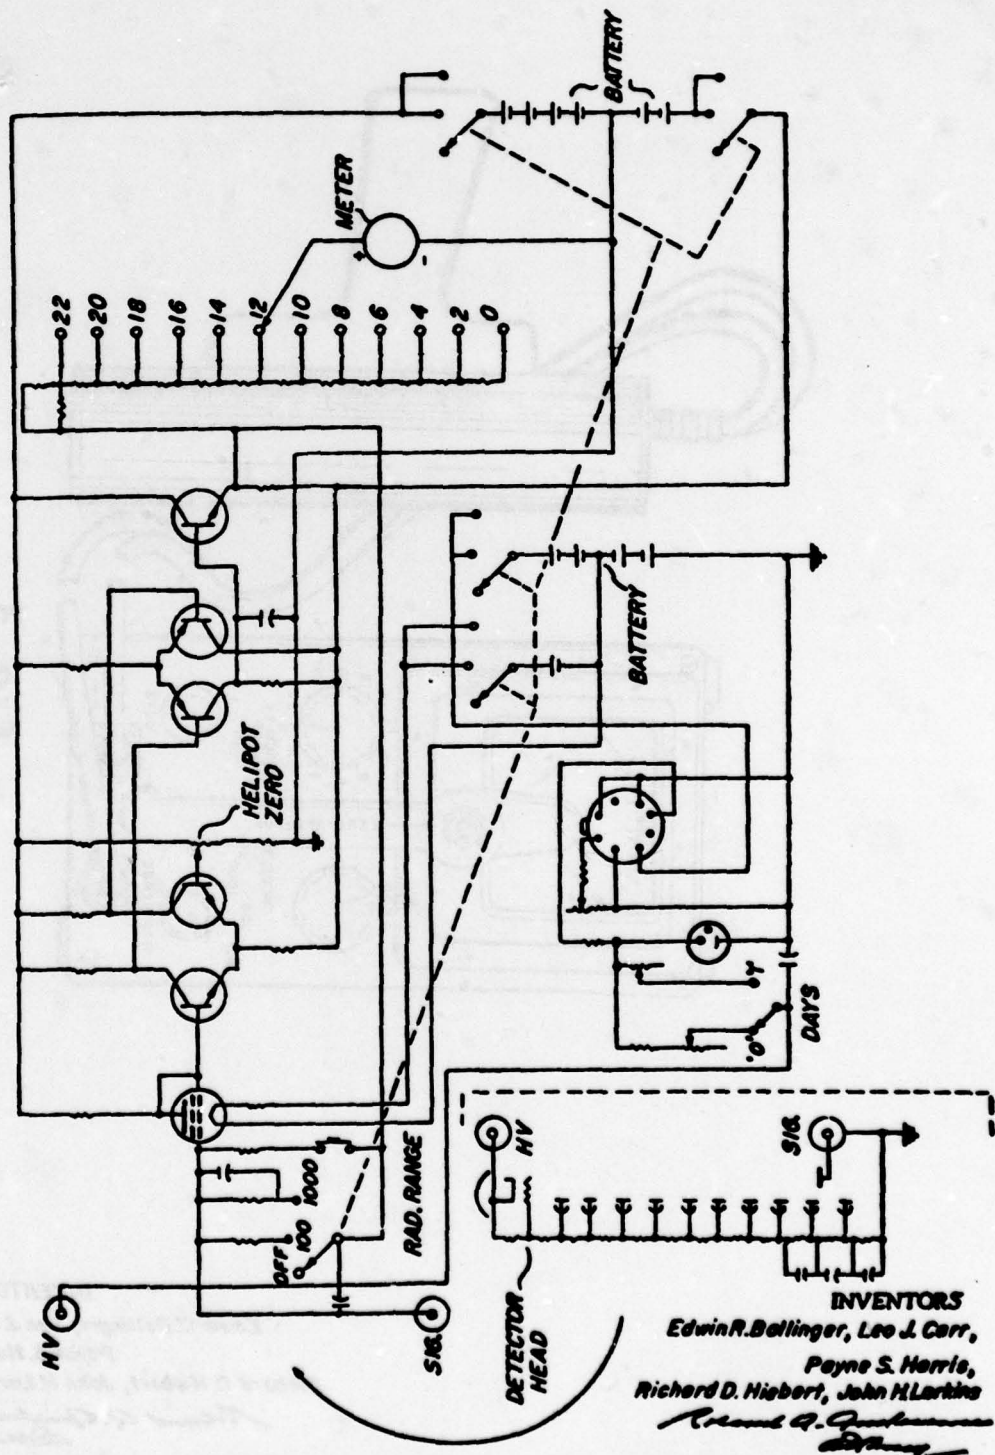 BATTERY
METER
+
-
22
20
18
16
14
12
10
8
6
4
2
0
HELIPOT
ZERO
BATTERY
"0"
DAYS
OFF
100
1000
RAD. RANGE
HV
SIG.
HV
SIG.
DETECTOR
HEAD
INVENTORS
Edwin R. Ballinger, Leo J. Carr,
Payne S. Harris,
Richard D. Hiebert, John H. Larkins
Roland A.